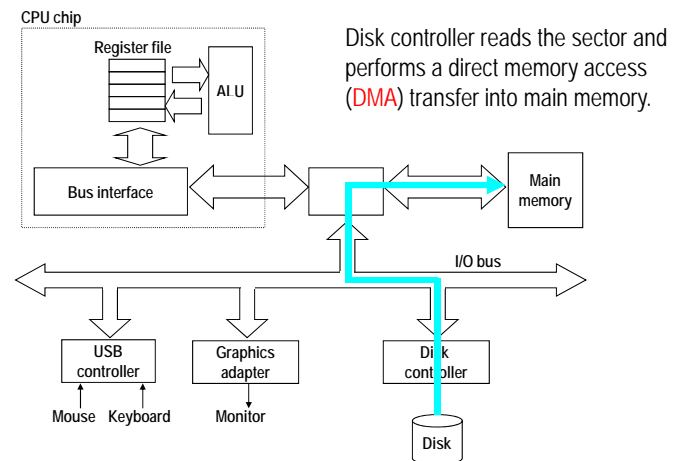 CPU chip
Register file
ALU
Disk controller reads the sector and
performs a direct memory access
(DMA) transfer into main memory.
Bus interface
Main
memory
I/O bus
USB
controller
Graphics
adapter
Disk
controller
Mouse Keyboard
Monitor
Disk